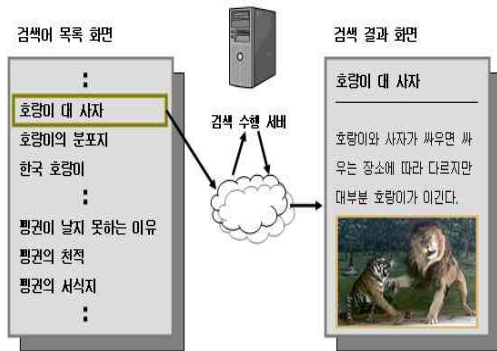 검색어 목록 화면
호랑이 대 사자
호랑이의 분포지
한국 호랑이
펭귄이 날지 못하는 이유
펭귄의 천적
펭귄의 서식지
검색 수행 서버
검색 결과 화면
호랑이 대 사자
호랑이와 사자가 싸우면 싸
우는 장소에 따라 다르지만
대부분 호랑이가 이긴다.